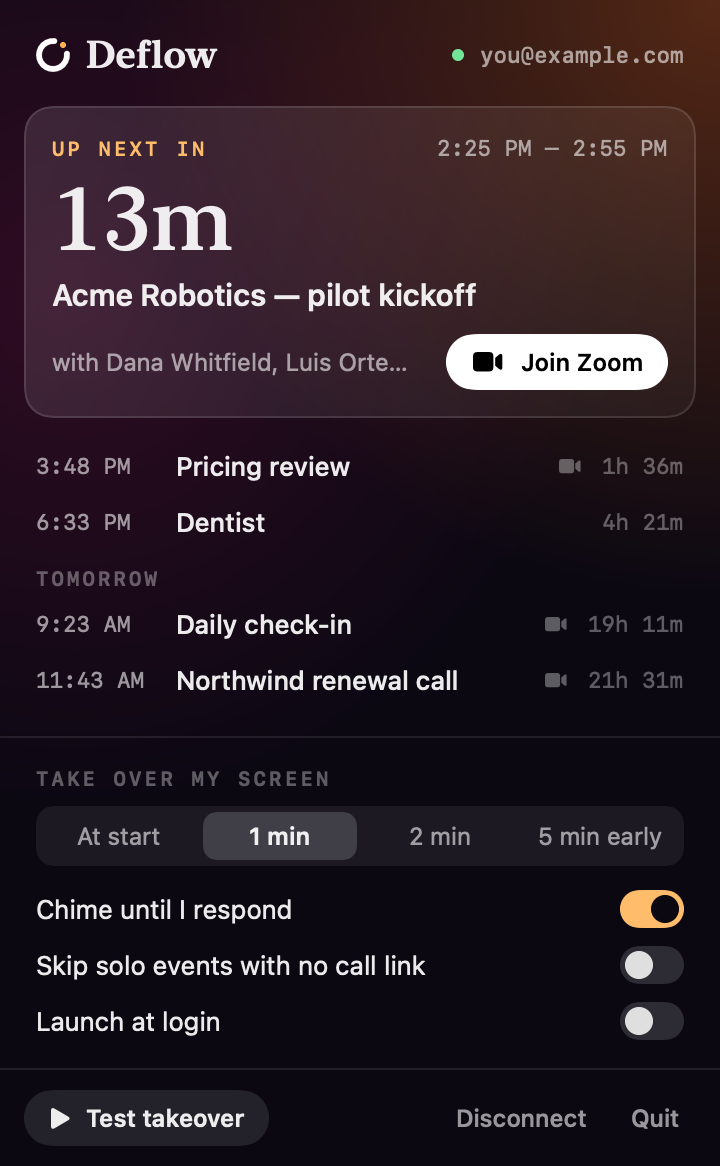 Deflow
you@example.com
UP NEXT IN
2:25 PM — 2:55 PM
13m
Acme Robotics — pilot kickoff
with Dana Whitfield, Luis Orte...
Join Zoom
3:48 PM Pricing review 1h 36m
6:33 PM Dentist 4h 21m
TOMORROW
9:23 AM Daily check-in 19h 11m
11:43 AM Northwind renewal call 21h 31m
TAKE OVER MY SCREEN
At start 1 min 2 min 5 min early
Chime until I respond
Skip solo events with no call link
Launch at login
Test takeover Disconnect Quit